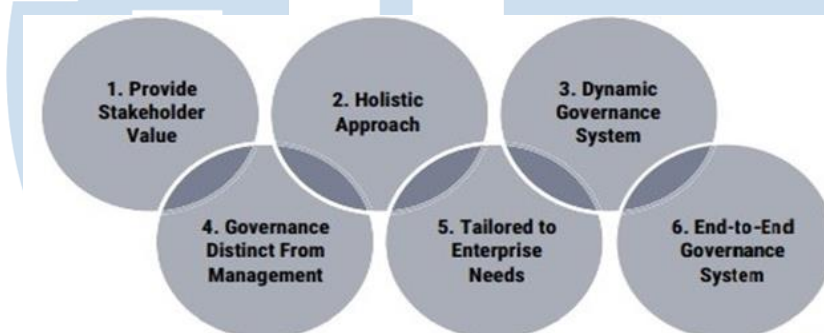 1. Provide
Stakeholder
Value
2. Holistic
Approach
3. Dynamic
Governance
System
4. Governance
Distinct From
Management
5. Tailored to
Enterprise
Needs
6. End-to-End
Governance
System